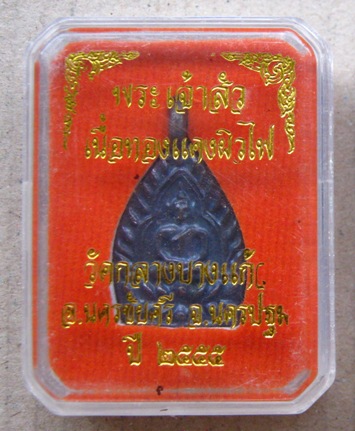 พระเจ้าสัว
เนื้อทองแดงผิวไฟ
วัดกลางบางแก้ว
อ.นครชัยศรี จ.นครปฐม
ปี ๒๕๕๕